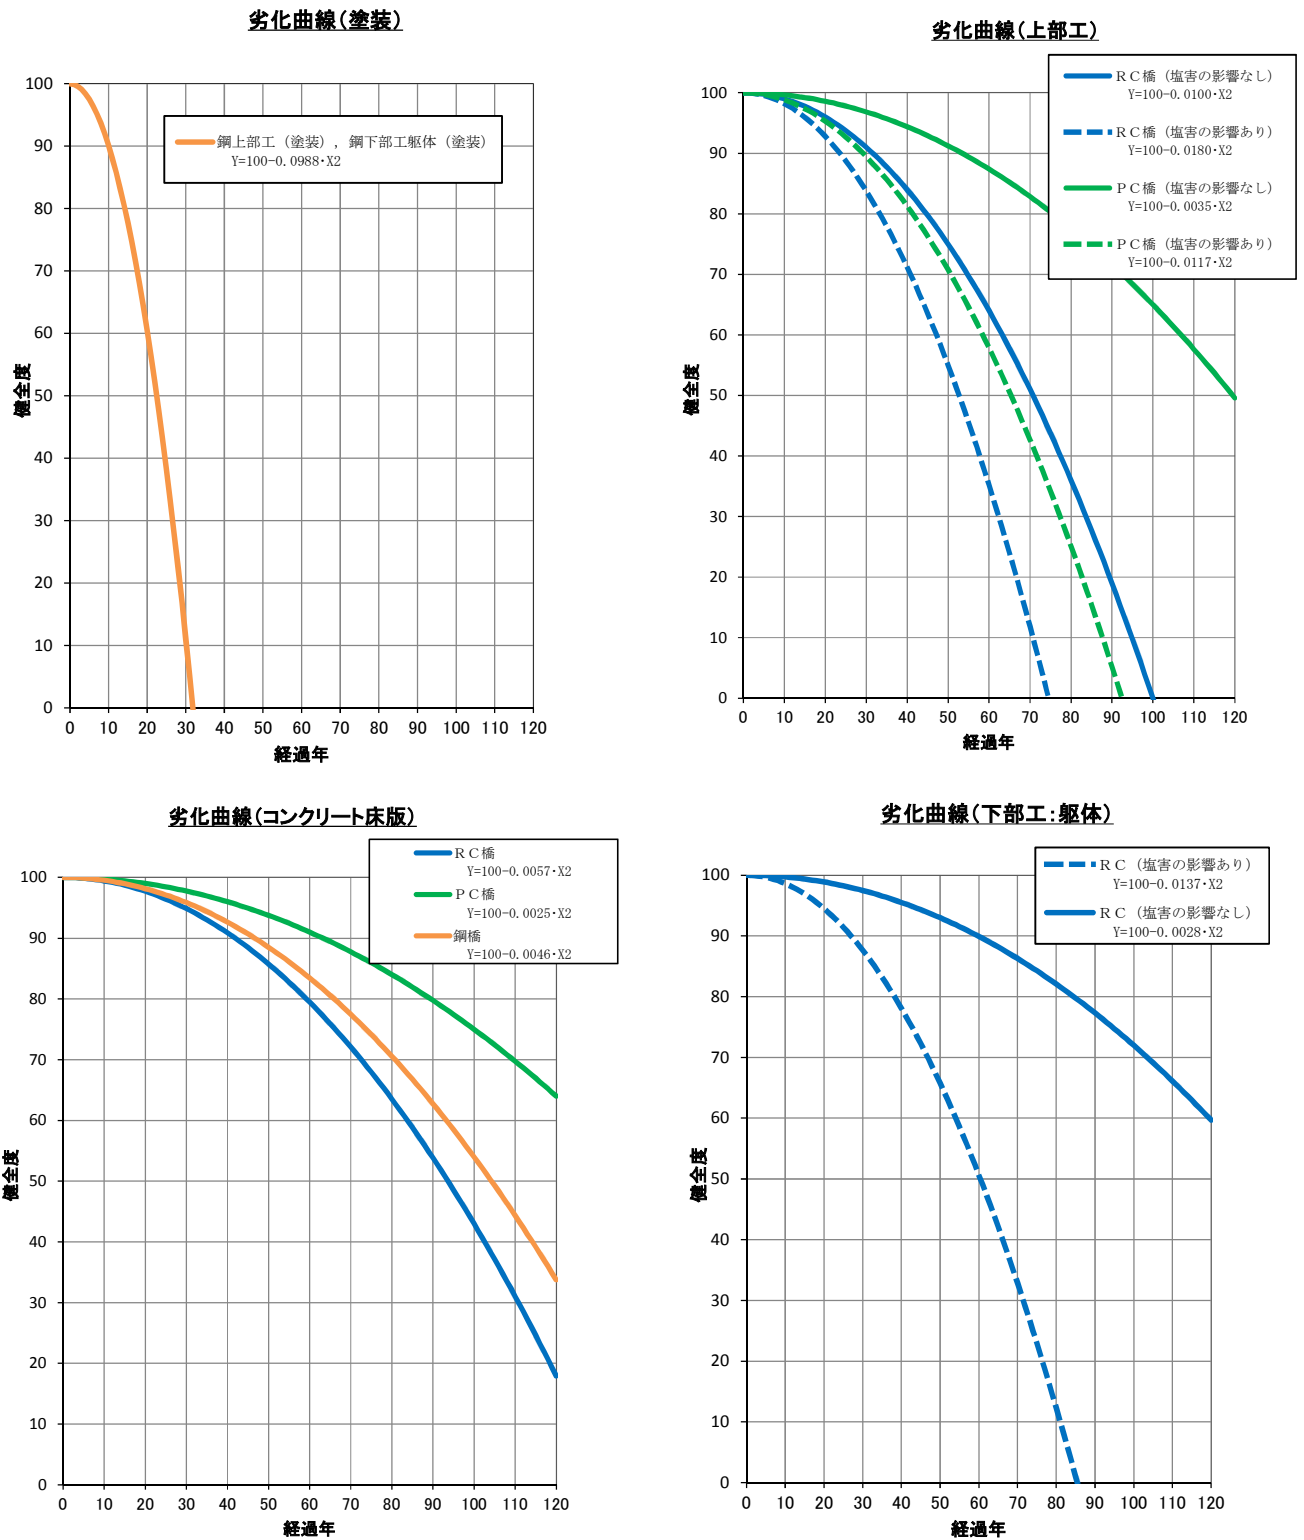 劣化曲線(塗装)
鋼上部工（塗装）, 鋼下部工躯体（塗装）
Y=100-0.0988・X2
100
90
80
70
60
50
40
30
20
10
0
健全度
0 10 20 30 40 50 60 70 80 90 100 110 120
経過年
劣化曲線(上部工)
ＲＣ橋（塩害の影響なし）
Y=100-0.0100・X2
ＲＣ橋（塩害の影響あり）
Y=100-0.0180・X2
ＰＣ橋（塩害の影響なし）
Y=100-0.0035・X2
ＰＣ橋（塩害の影響あり）
Y=100-0.0117・X2
100
90
80
70
60
50
40
30
20
10
0
健全度
0 10 20 30 40 50 60 70 80 90 100 110 120
経過年
劣化曲線(コンクリート床版)
ＲＣ橋
Y=100-0.0057・X2
ＰＣ橋
Y=100-0.0025・X2
鋼橋
Y=100-0.0046・X2
100
90
80
70
60
50
40
30
20
10
0
健全度
0 10 20 30 40 50 60 70 80 90 100 110 120
経過年
劣化曲線(下部工:躯体)
ＲＣ（塩害の影響あり）
Y=100-0.0137・X2
ＲＣ（塩害の影響なし）
Y=100-0.0028・X2
100
90
80
70
60
50
40
30
20
10
0
健全度
0 10 20 30 40 50 60 70 80 90 100 110 120
経過年